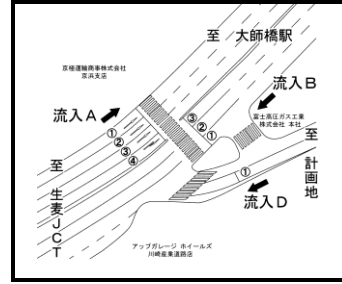 至 大師橋駅
京極運輸商事株式会社
京浜支店
流入A
①
②
③
④
③
②
①
流入B
富士高圧ガス工業
株式会社 本社
至
計
画
地
①
流入D
至
生
麦
J
C
T
アップガレージ ホイールズ
川崎産業道路店